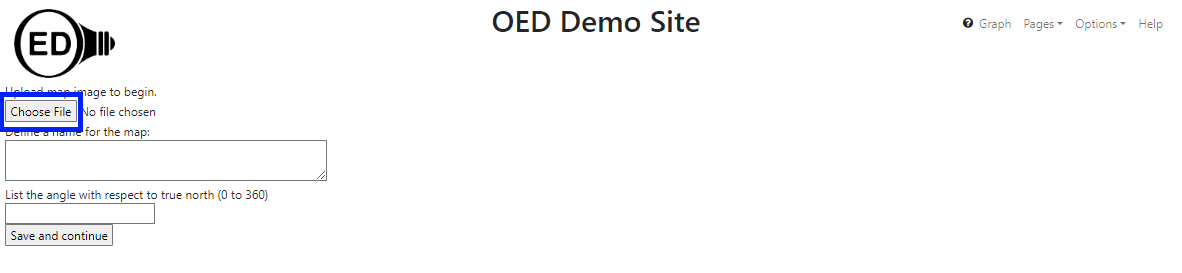 ED
OED Demo Site
Graph Pages Options Help
Upload map image to begin.
Choose File No file chosen
Define a name for the map:
List the angle with respect to true north (0 to 360)
Save and continue